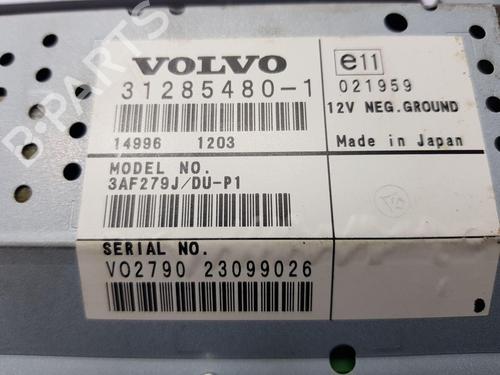 VOLVO
31285480-1
14996 1203
MODEL NO.
3AF279J/DU-P1
SERIAL NO.
VO2790 23099026
e11
021959
12V NEG.GROUND
Made in Japan
B-PARTS